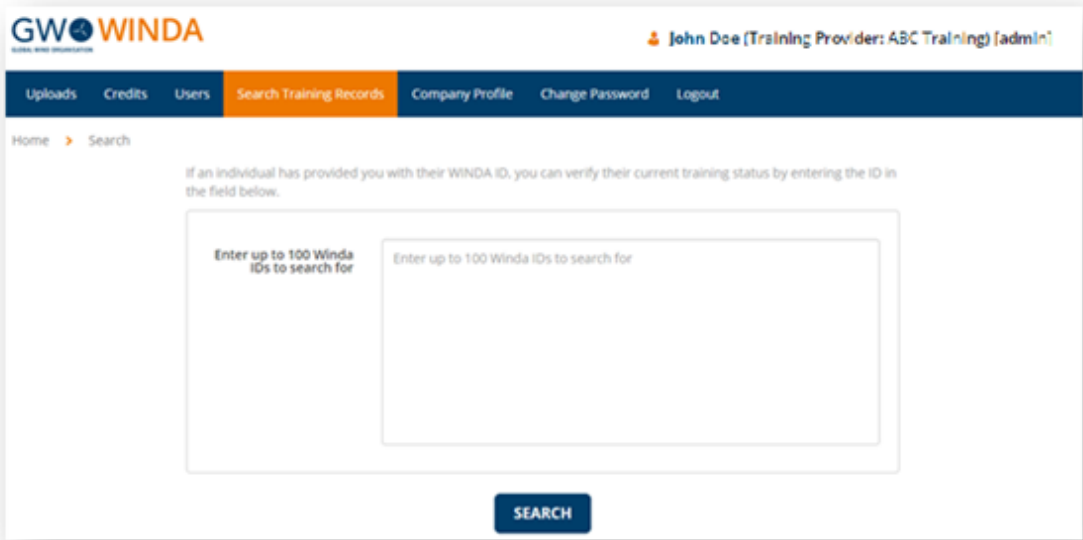 GWO WINDA
GLOBAL WIND ORGANISATION
John Doe (Training Provider: ABC Training) [admin]
Uploads Credits Users Search Training Records Company Profile Change Password Logout
Home > Search
If an individual has provided you with their WINDA ID, you can verify their current training status by entering the ID in
the field below.
Enter up to 100 Winda
IDs to search for
Enter up to 100 Winda IDs to search for
SEARCH